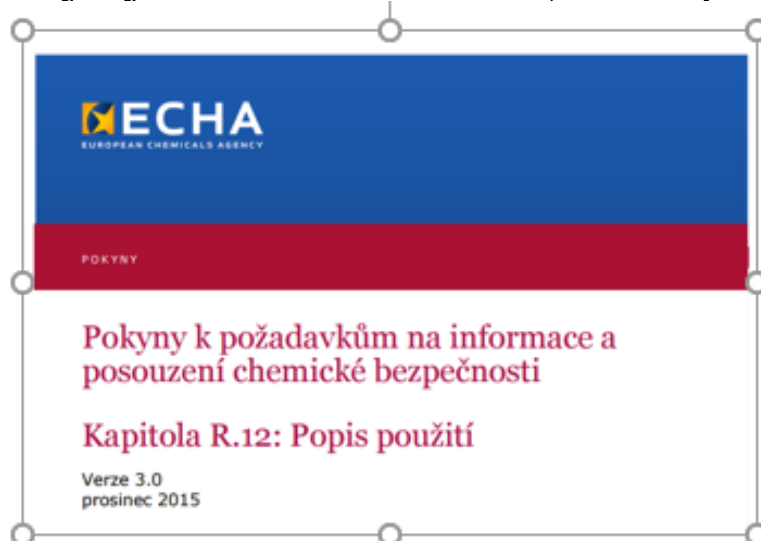 ECHA
EUROPEAN CHEMICALS AGENCY
POKYNY
Pokyny k požadavkům na informace a
posouzení chemické bezpečnosti
Kapitola R.12: Popis použití
Verze 3.0
prosinec 2015